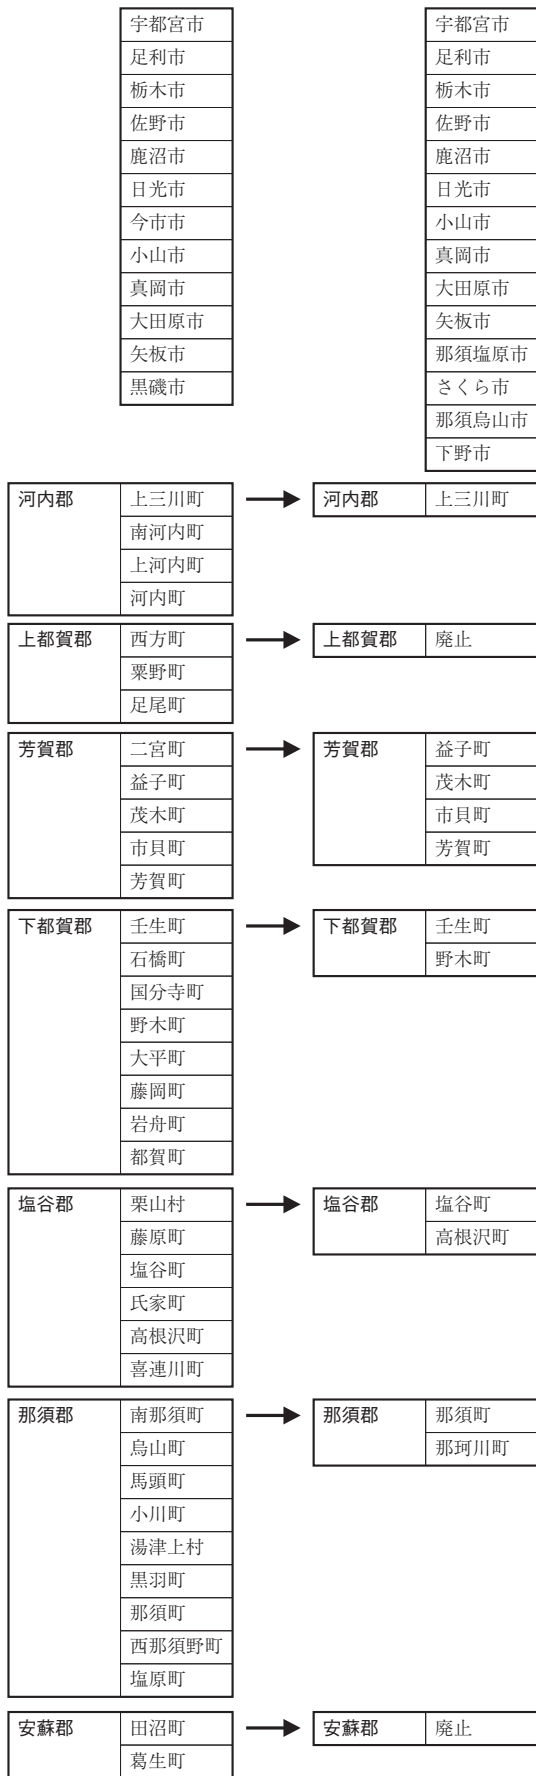 宇都宮市
足利市
栃木市
佐野市
鹿沼市
日光市
今市市
小山市
真岡市
大田原市
矢板市
黒磯市
宇都宮市
足利市
栃木市
佐野市
鹿沼市
日光市
小山市
真岡市
大田原市
矢板市
那須塩原市
さくら市
那須烏山市
下野市
河内郡
上三川町
南河内町
上河内町
河内町
河内郡
上三川町
上都賀郡
西方町
粟野町
足尾町
上都賀郡
廃止
芳賀郡
二宮町
益子町
茂木町
市貝町
芳賀町
芳賀郡
益子町
茂木町
市貝町
芳賀町
下都賀郡
壬生町
石橋町
国分寺町
野木町
大平町
藤岡町
岩舟町
都賀町
下都賀郡
壬生町
野木町
塩谷郡
栗山村
藤原町
塩谷町
氏家町
高根沢町
喜連川町
塩谷郡
塩谷町
高根沢町
那須郡
南那須町
烏山町
馬頭町
小川町
湯津上村
黒羽町
那須町
西那須野町
塩原町
那須郡
那須町
那珂川町
安蘇郡
田沼町
葛生町
安蘇郡
廃止